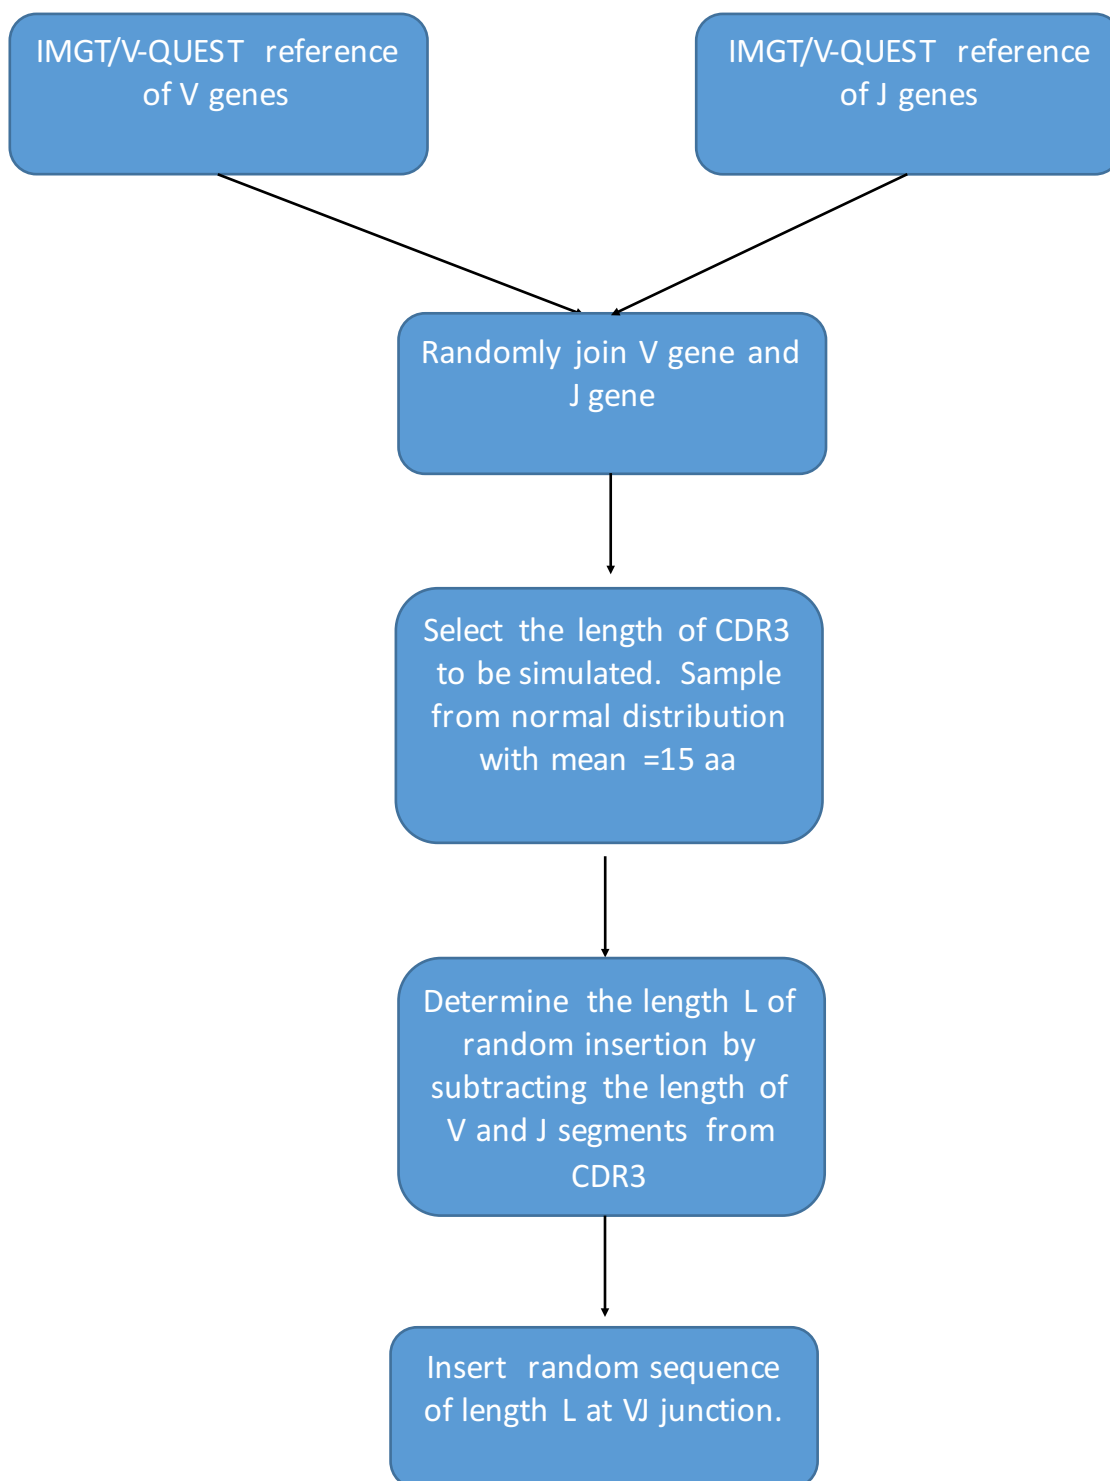 IMGT/V-QUEST reference
of V genes
IMGT/V-QUEST reference
of J genes
Randomly join V gene and
J gene
Select the length of CDR3
to be simulated. Sample
from normal distribution
with mean =15 aa
Determine the length L of
random insertion by
subtracting the length of
V and J segments from
CDR3
Insert random sequence
of length L at VJ junction.